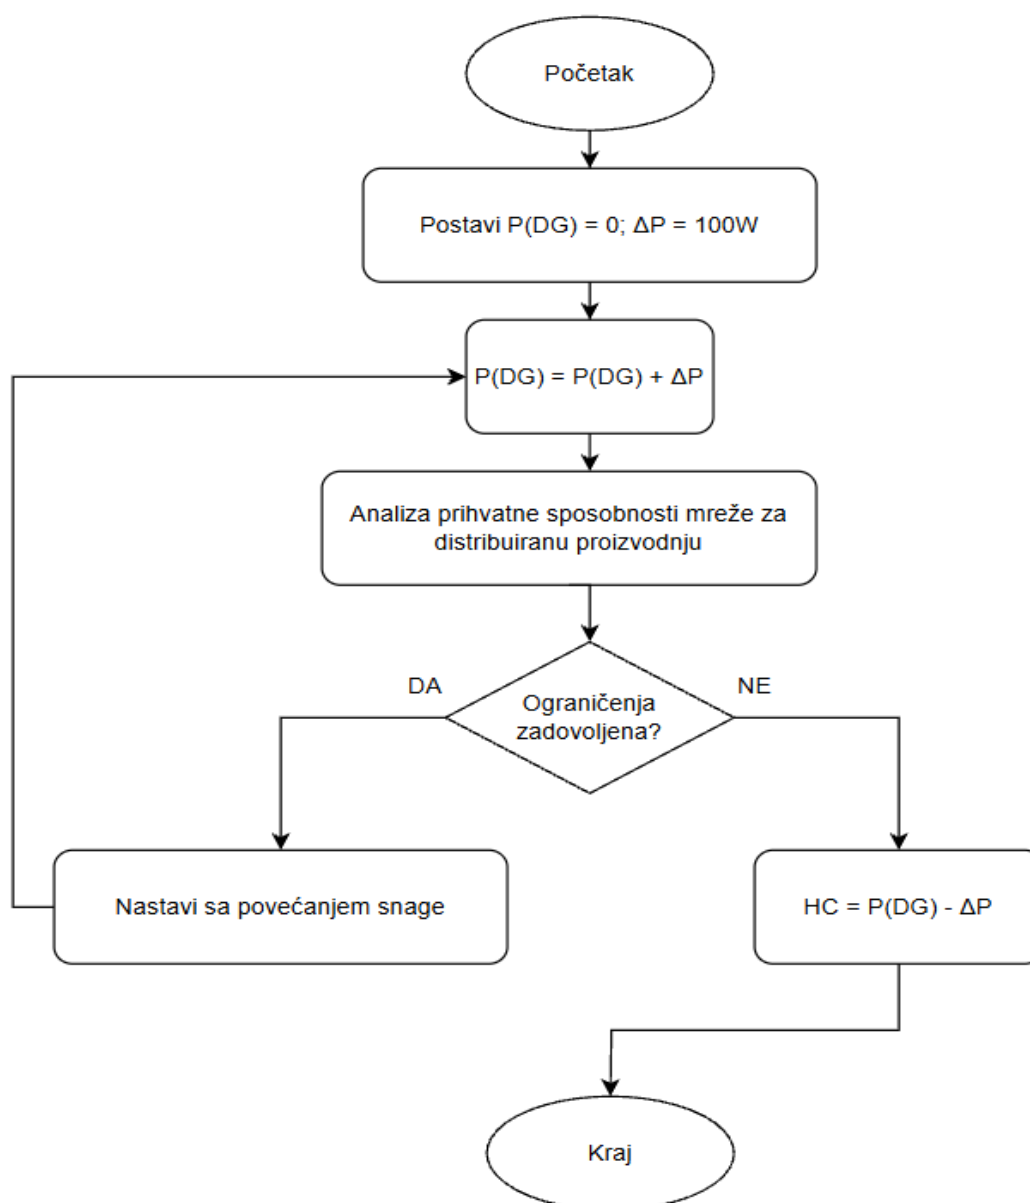 Početak
Postavi P(DG) = 0; ΔP = 100W
P(DG) = P(DG) + ΔP
Analiza prihvatne sposobnosti mreže za
distribuiranu proizvodnju
DA
NE
Ograničenja
zadovoljena?
Nastavi sa povećanjem snage
HC = P(DG) - ΔP
Kraj